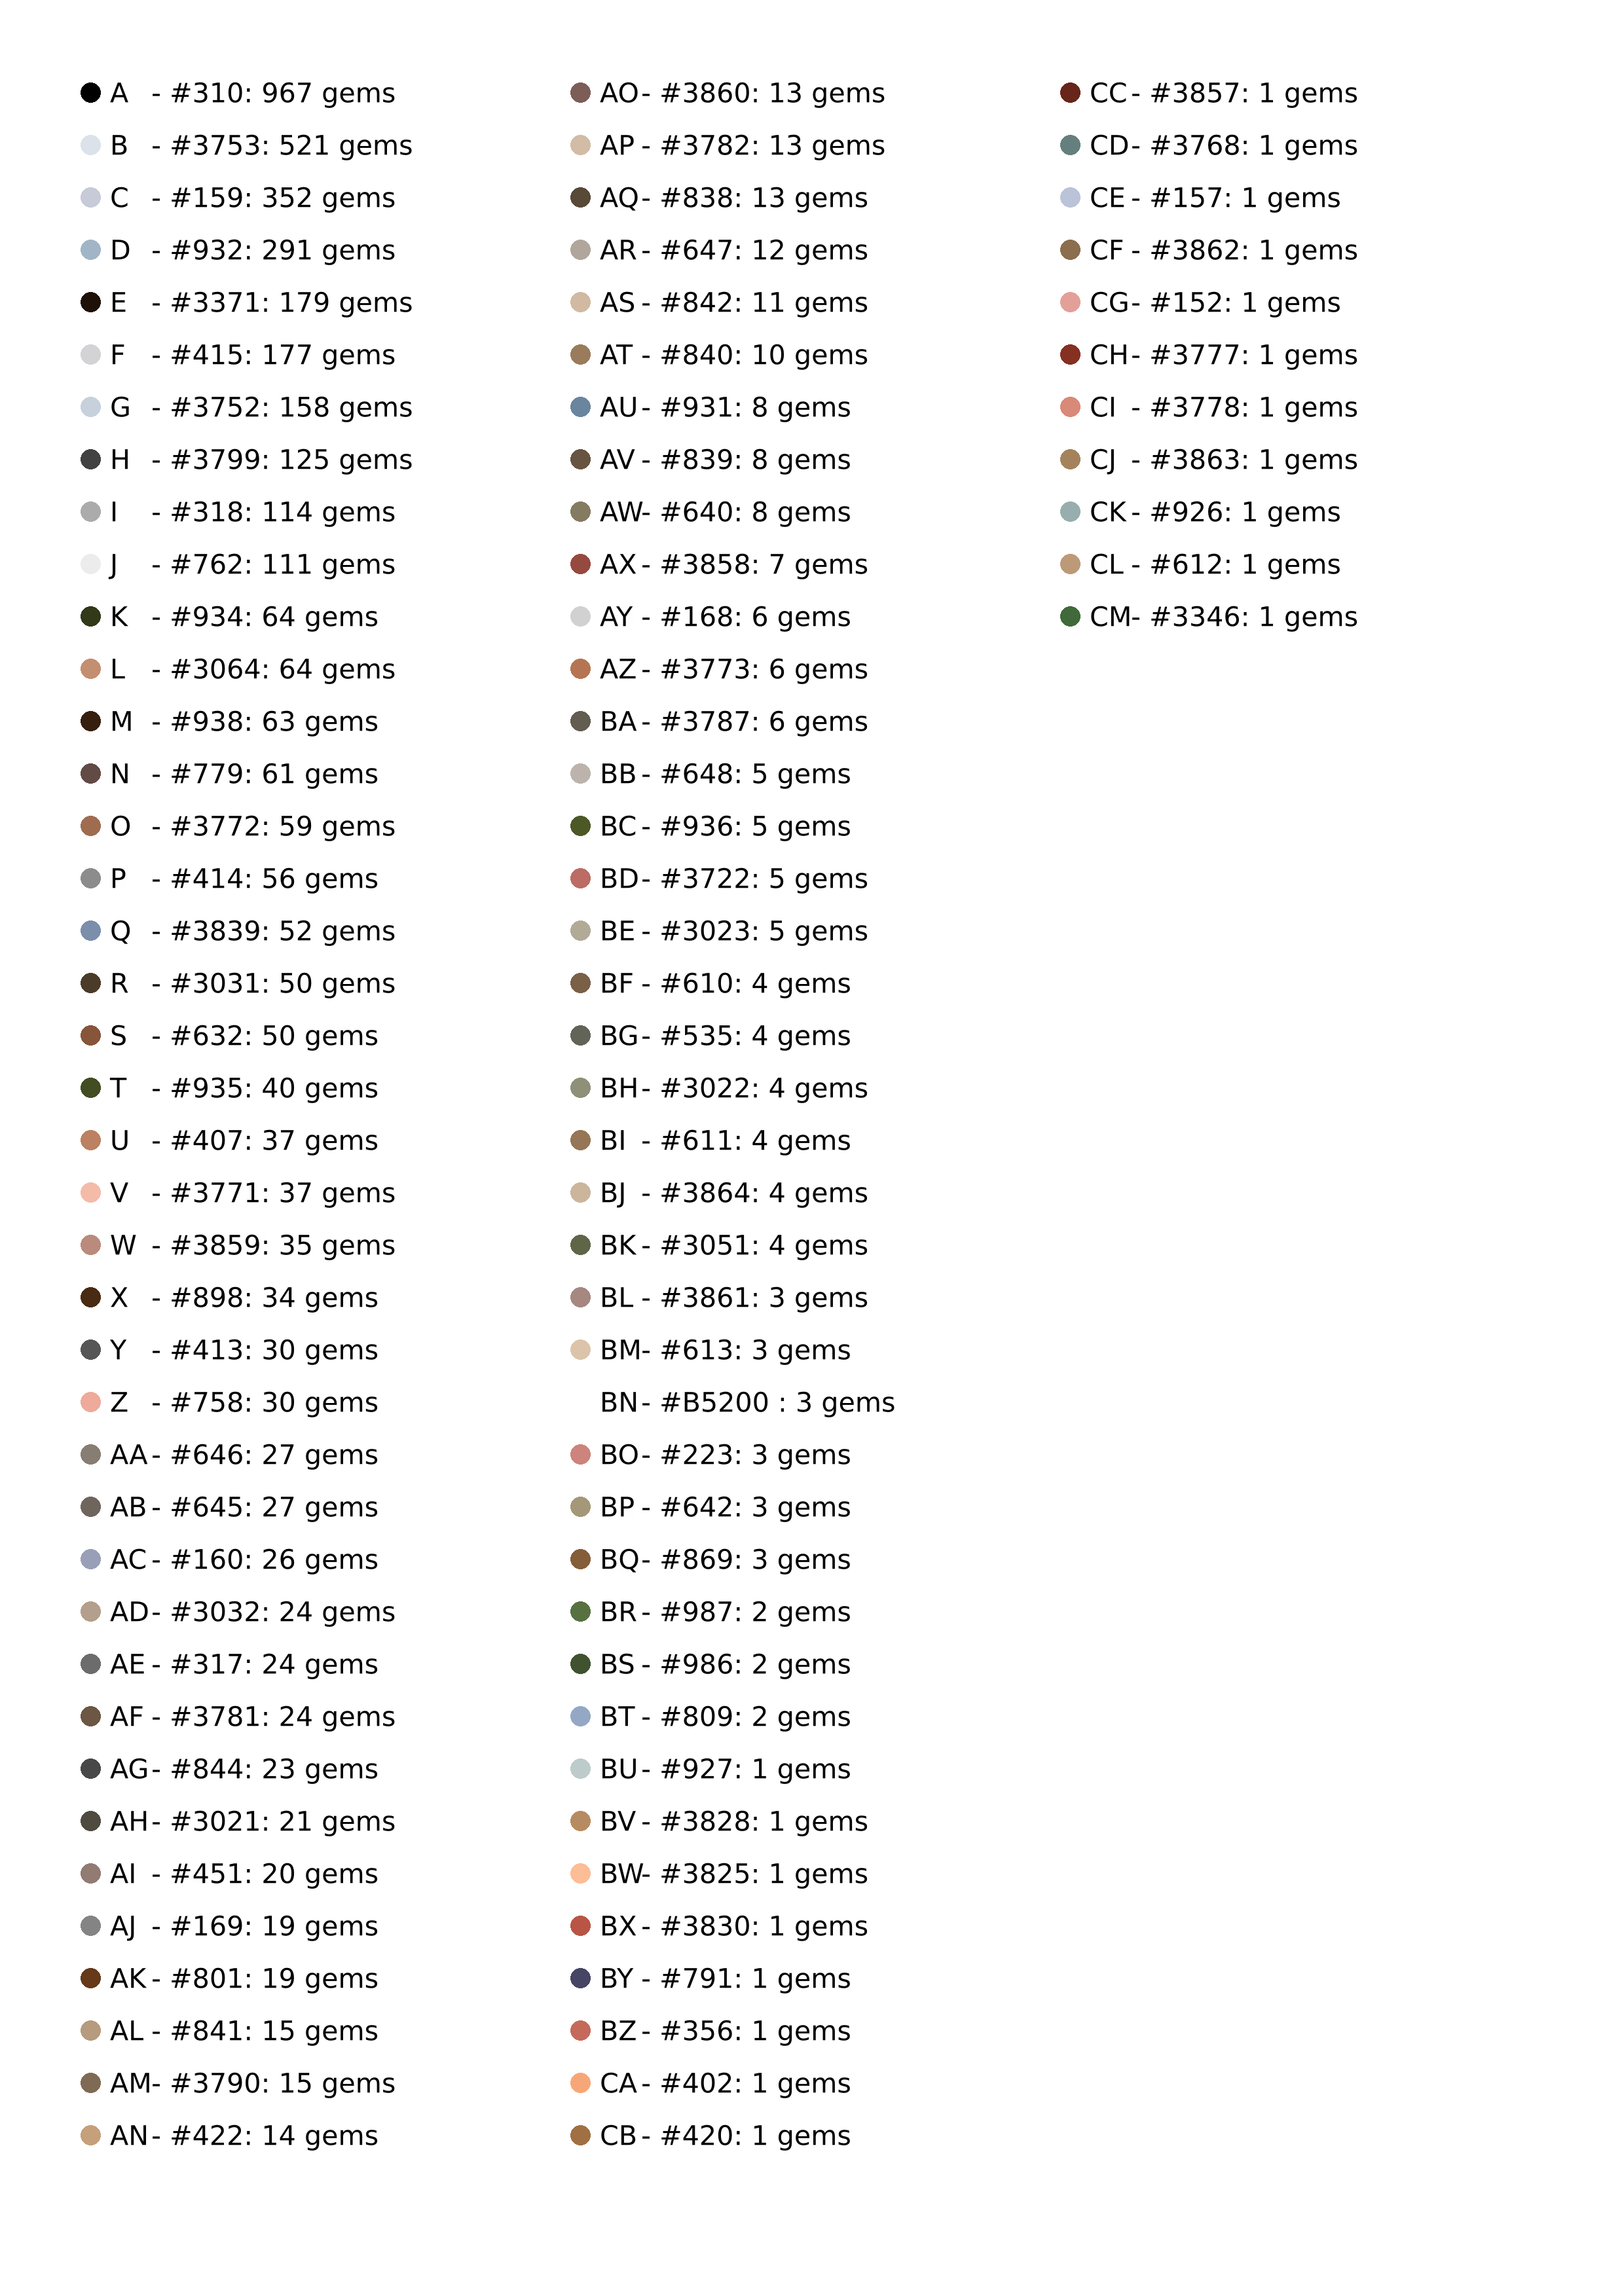 A - #310: 967 gems
B - #3753: 521 gems
C - #159: 352 gems
D - #932: 291 gems
E - #3371: 179 gems
F - #415: 177 gems
G - #3752: 158 gems
H - #3799: 125 gems
I - #318: 114 gems
J - #762: 111 gems
K - #934: 64 gems
L - #3064: 64 gems
M - #938: 63 gems
N - #779: 61 gems
O - #3772: 59 gems
P - #414: 56 gems
Q - #3839: 52 gems
R - #3031: 50 gems
S - #632: 50 gems
T - #935: 40 gems
U - #407: 37 gems
V - #3771: 37 gems
W - #3859: 35 gems
X - #898: 34 gems
Y - #413: 30 gems
Z - #758: 30 gems
AA - #646: 27 gems
AB - #645: 27 gems
AC - #160: 26 gems
AD - #3032: 24 gems
AE - #317: 24 gems
AF - #3781: 24 gems
AG - #844: 23 gems
AH - #3021: 21 gems
AI - #451: 20 gems
AJ - #169: 19 gems
AK - #801: 19 gems
AL - #841: 15 gems
AM - #3790: 15 gems
AN - #422: 14 gems
AO - #3860: 13 gems
AP - #3782: 13 gems
AQ - #838: 13 gems
AR - #647: 12 gems
AS - #842: 11 gems
AT - #840: 10 gems
AU - #931: 8 gems
AV - #839: 8 gems
AW - #640: 8 gems
AX - #3858: 7 gems
AY - #168: 6 gems
AZ - #3773: 6 gems
BA - #3787: 6 gems
BB - #648: 5 gems
BC - #936: 5 gems
BD - #3722: 5 gems
BE - #3023: 5 gems
BF - #610: 4 gems
BG - #535: 4 gems
BH - #3022: 4 gems
BI - #611: 4 gems
BJ - #3864: 4 gems
BK - #3051: 4 gems
BL - #3861: 3 gems
BM - #613: 3 gems
BN - #B5200 : 3 gems
BO - #223: 3 gems
BP - #642: 3 gems
BQ - #869: 3 gems
BR - #987: 2 gems
BS - #986: 2 gems
BT - #809: 2 gems
BU - #927: 1 gems
BV - #3828: 1 gems
BW - #3825: 1 gems
BX - #3830: 1 gems
BY - #791: 1 gems
BZ - #356: 1 gems
CA - #402: 1 gems
CB - #420: 1 gems
CC - #3857: 1 gems
CD - #3768: 1 gems
CE - #157: 1 gems
CF - #3862: 1 gems
CG - #152: 1 gems
CH - #3777: 1 gems
CI - #3778: 1 gems
CJ - #3863: 1 gems
CK - #926: 1 gems
CL - #612: 1 gems
CM - #3346: 1 gems